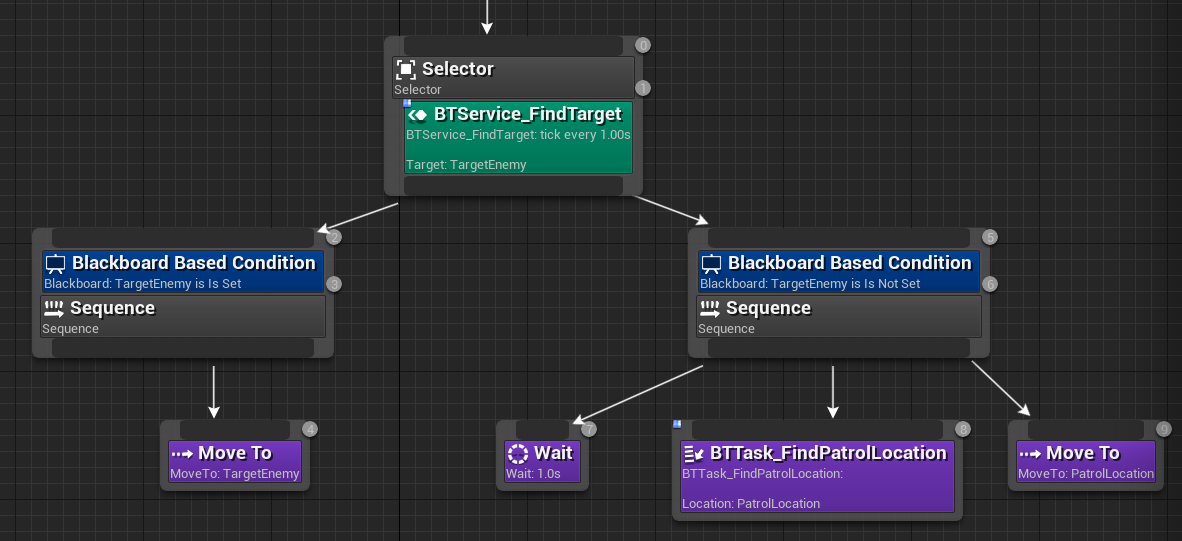 0
Selector
Selector
1
BTService_FindTarget
BTService_FindTarget: tick every 1.00s
Target: TargetEnemy
2
Blackboard Based Condition
Blackboard: TargetEnemy is Is Set
3
Sequence
Sequence
5
Blackboard Based Condition
Blackboard: TargetEnemy is Is Not Set
6
Sequence
Sequence
4
Move To
MoveTo: TargetEnemy
7
Wait
Wait: 1.0s
8
BTTask_FindPatrolLocation
BTTask_FindPatrolLocation:
Location: PatrolLocation
9
Move To
MoveTo: PatrolLocation